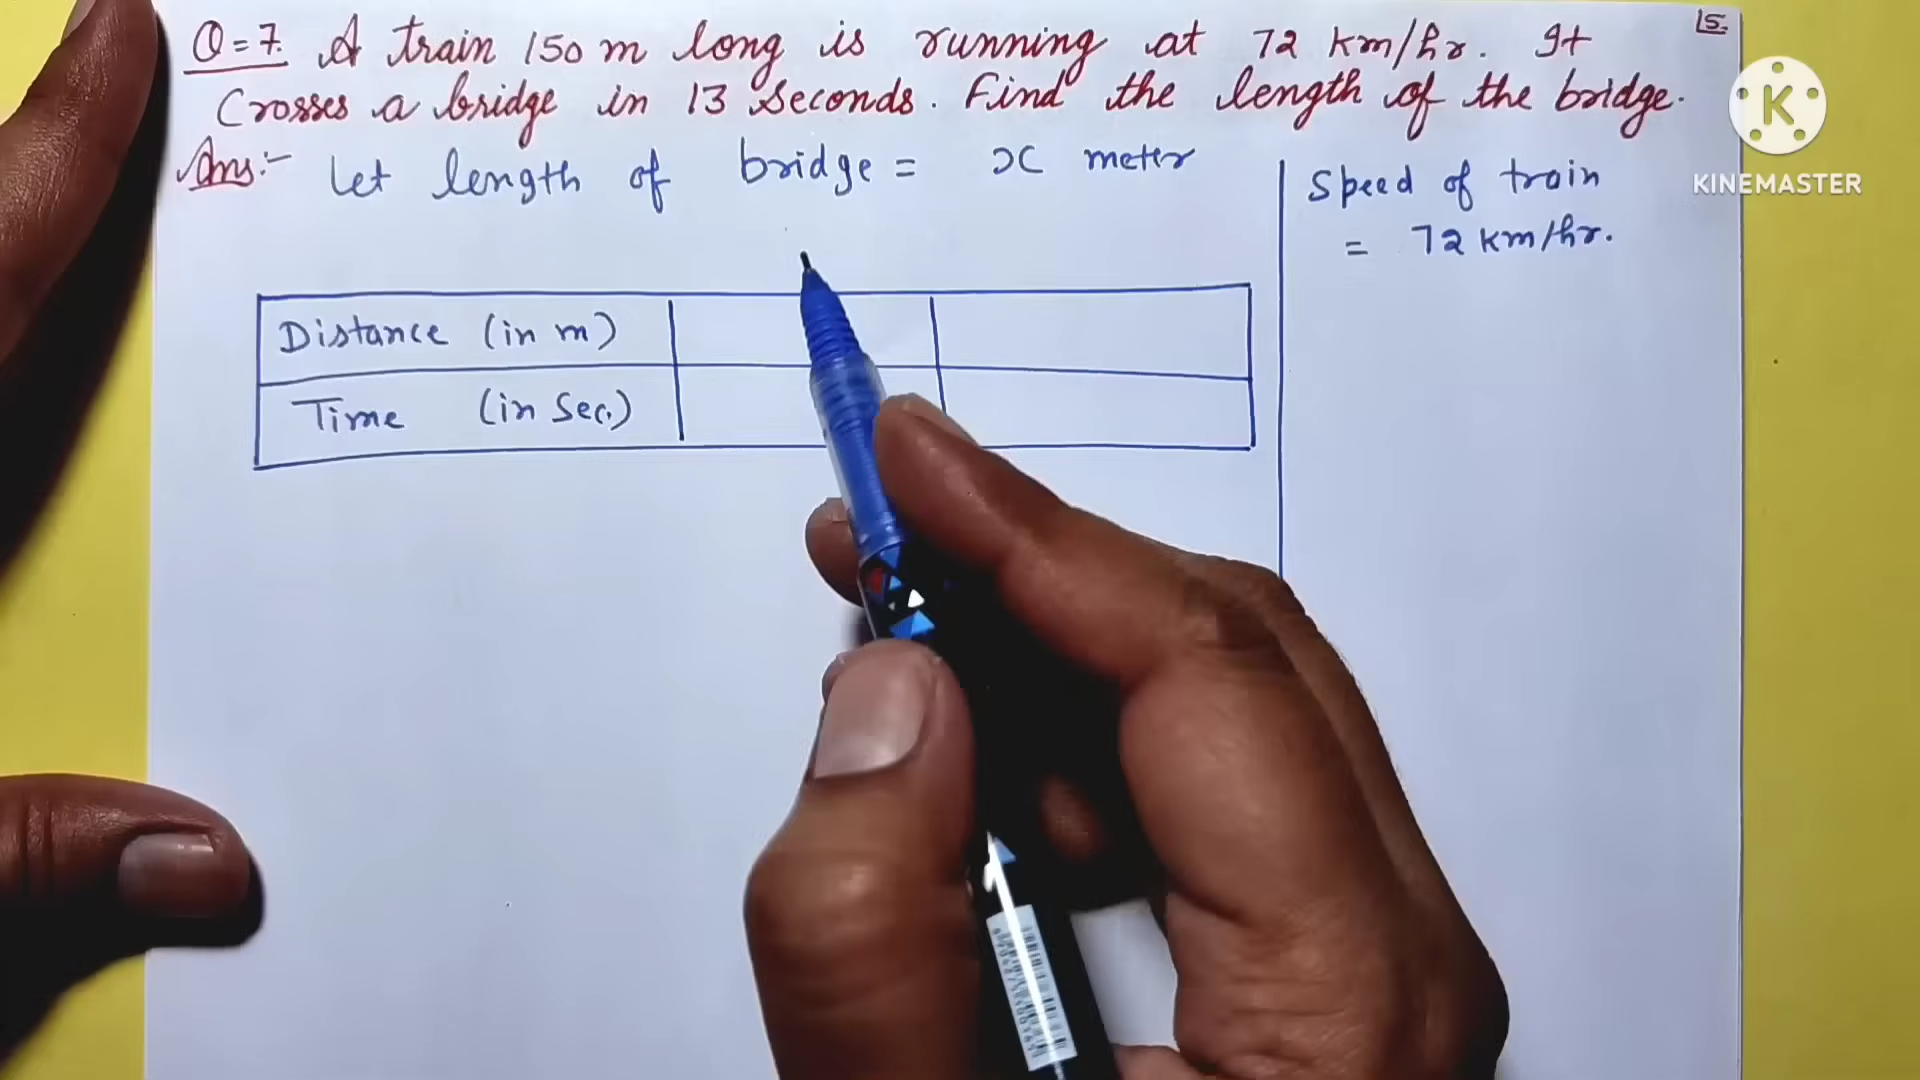 Q=7. A train 150 m long is running at 72 Km/hr. It
Crosses a bridge in 13 seconds. Find the length of the bridge.
Ans:- Let length of bridge = x meter
Speed of train
= 72 Km/hr.
Distance (in m)
Time (in Sec.)
5.
K
KINEMASTER